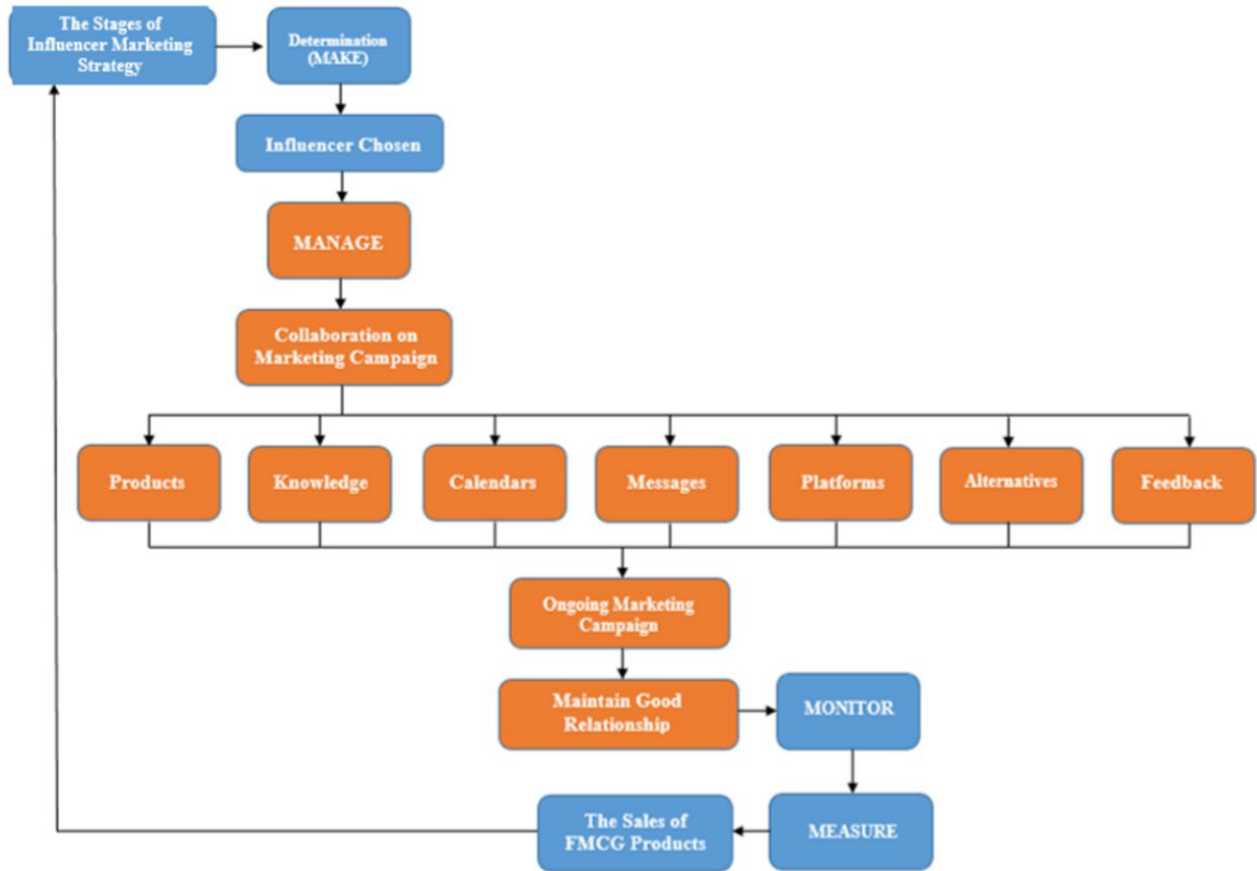 The Stages of
Influencer Marketing
Strategy
Determination
(MAKE)
Influencer Chosen
MANAGE
Collaboration on
Marketing Campaign
Products
Knowledge
Calendars
Messages
Platforms
Alternatives
Feedback
Ongoing Marketing
Campaign
Maintain Good
Relationship
MONITOR
The Sales of
FMCG Products
MEASURE